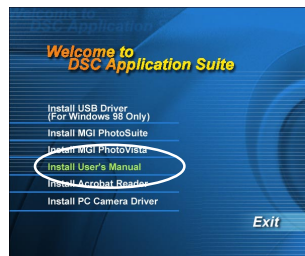 Welcome to
DSC Application Suite
Install USB Driver
(For Windows 98 Only)
Install MGI PhotoSuite
Install MGI PhotoVista
Install User's Manual
Install Acrobat Reader
Install PC Camera Driver
Exit